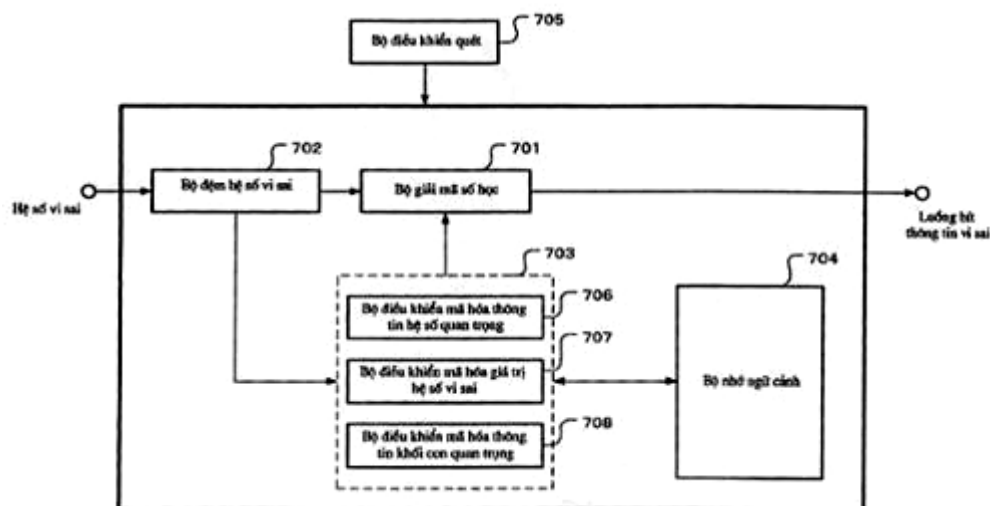 705
Bộ điều khiển quét
702
701
Bộ đệm hệ số vi sai
Bộ giải mã số học
Hệ số vi sai
Luồng bít
thông tin vi sai
703
704
706
Bộ điều khiển mã hóa thông
tin hệ số quan trọng
707
Bộ điều khiển mã hóa giá trị
hệ số vi sai
Bộ nhớ ngữ cảnh
708
Bộ điều khiển mã hóa thông
tin khối con quan trọng